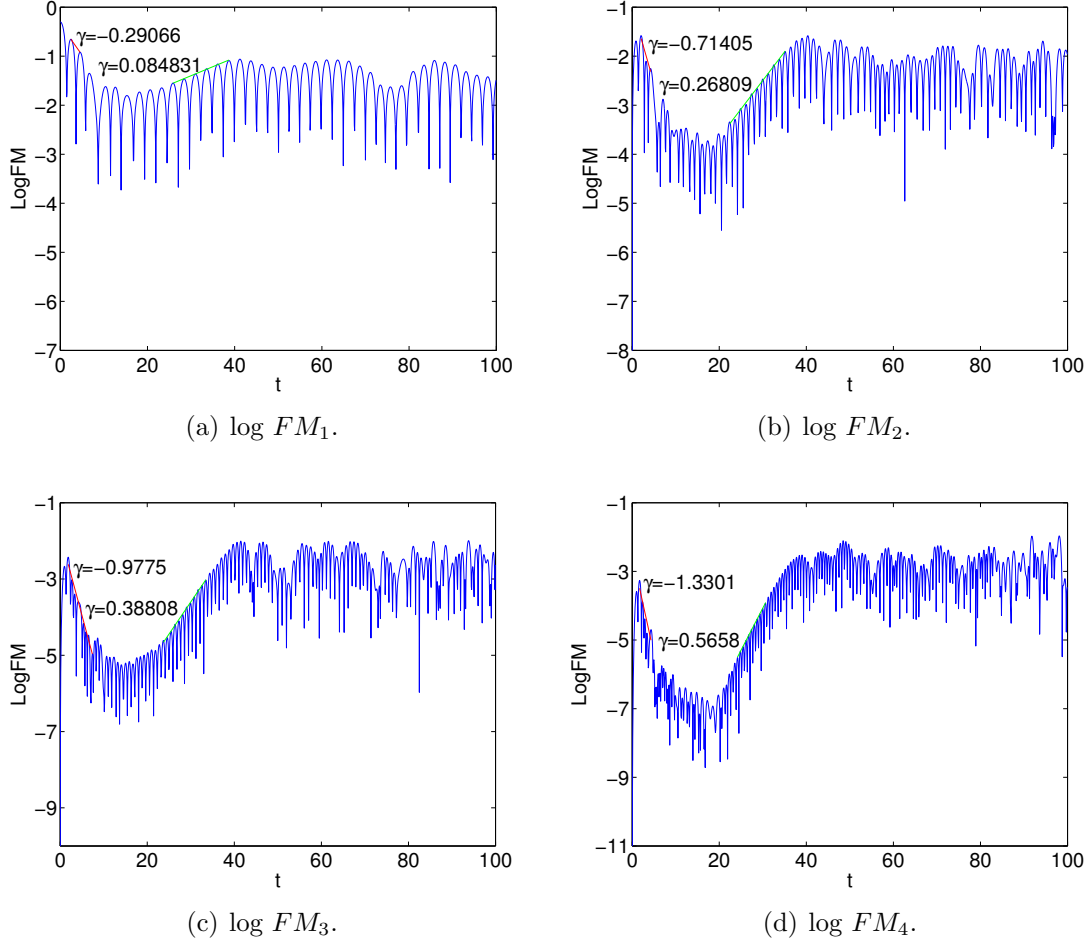 0
−1
−2
−3
−4
−5
−6
−7
LogFM
γ=−0.29066
γ=0.084831
0 20 40 60 80 100
t
(a) log FM₁.
−1
−2
−3
−4
−5
−6
−7
−8
LogFM
γ=−0.71405
γ=0.26809
0 20 40 60 80 100
t
(b) log FM₂.
−1
−3
−5
−7
−9
LogFM
γ=−0.9775
γ=0.38808
0 20 40 60 80 100
t
(c) log FM₃.
−1
−3
−5
−7
−9
−11
LogFM
γ=−1.3301
γ=0.5658
0 20 40 60 80 100
t
(d) log FM₄.